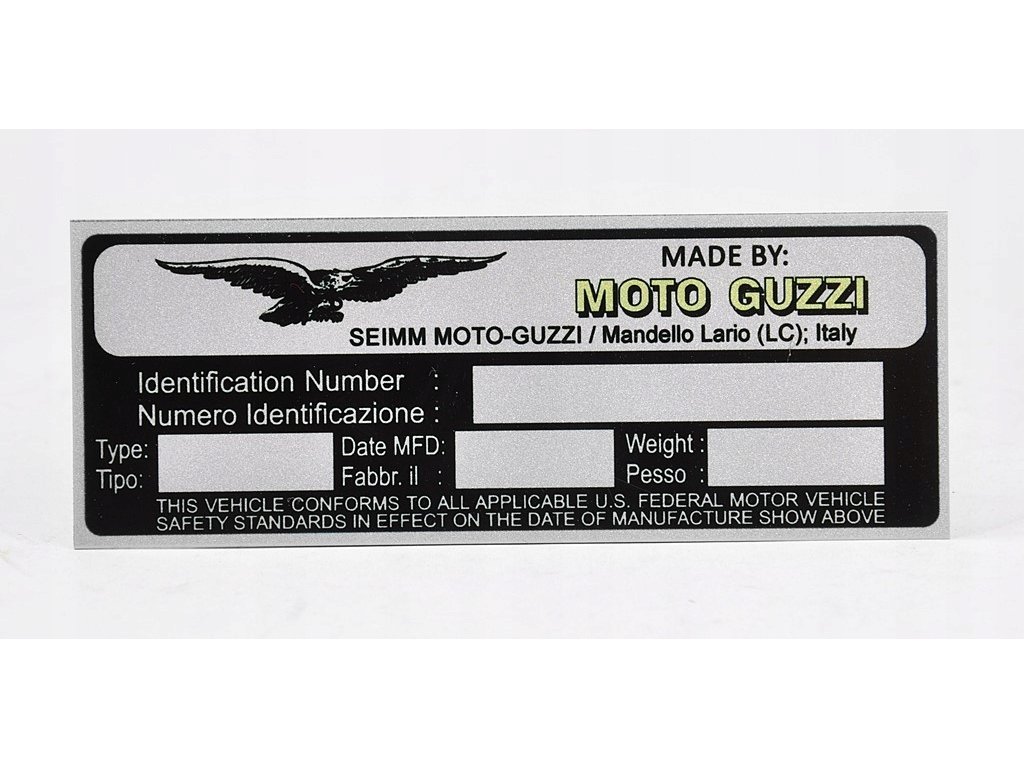 MADE BY:
MOTO GUZZI
SEIMM MOTO-GUZZI / Mandello Lario (LC); Italy
Identification Number :
Numero Identificazione :
Type: Date MFD: Weight :
Tipo: Fabbr. il : Pesso :
THIS VEHICLE CONFORMS TO ALL APPLICABLE U.S. FEDERAL MOTOR VEHICLE
SAFETY STANDARDS IN EFFECT ON THE DATE OF MANUFACTURE SHOW ABOVE